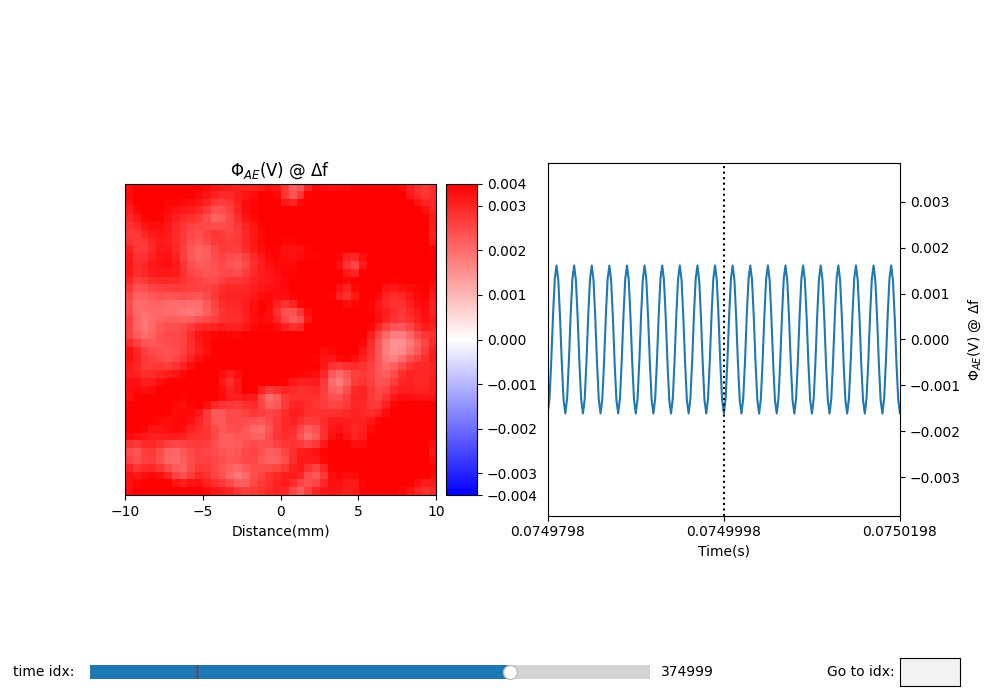 Φ_AE(V) @ Δf
0.004
0.003
0.002
0.001
0.000
−0.001
−0.002
−0.003
−0.004
−10 −5 0 5 10
Distance(mm)
0.003
0.002
0.001
0.000
−0.001
−0.002
−0.003
Φ_AE(V) @ Δf
0.0749798 0.0749998 0.0750198
Time(s)
time idx: 374999 Go to idx: